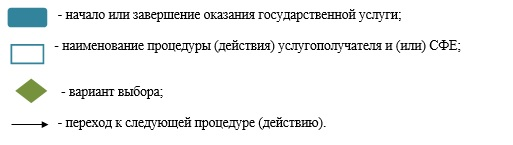 - начало или завершение оказания государственной услуги;
- наименование процедуры (действия) услугополучателя и (или) СФЕ;
- вариант выбора;
- переход к следующей процедуре (действию).